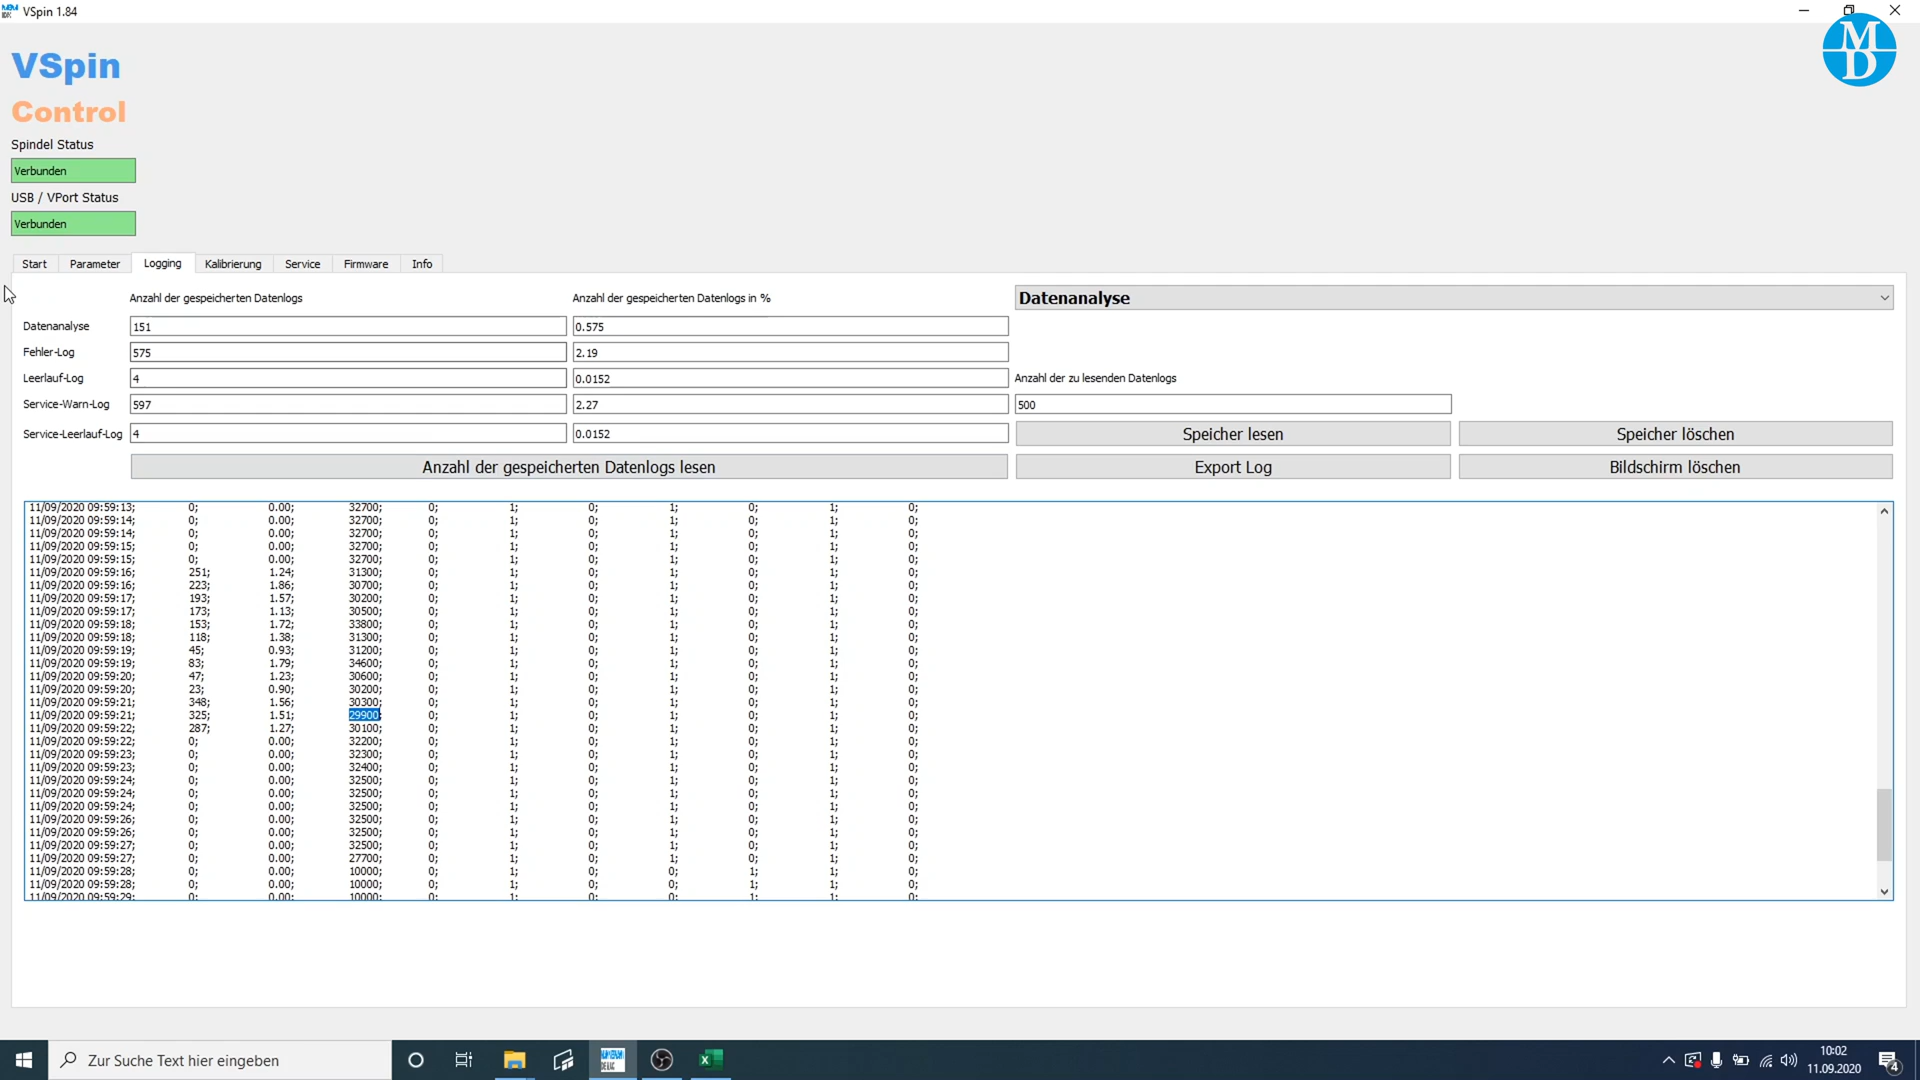 VSpin 1.84
M
D
VSpin
Control
Spindel Status
Verbunden
USB / VPort Status
Verbunden
Start Parameter Logging Kalibrierung Service Firmware Info
Anzahl der gespeicherten Datenlogs Anzahl der gespeicherten Datenlogs in % Datenanalyse
Datenanalyse 151 0.575
Fehler-Log 575 2.19
Leerlauf-Log 4 0.0152 Anzahl der zu lesenden Datenlogs
Service-Warn-Log 597 2.27 500
Service-Leerlauf-Log 4 0.0152 Speicher lesen Speicher löschen
Anzahl der gespeicherten Datenlogs lesen Export Log Bildschirm löschen
11/09/2020 09:59:13; 0; 0.00; 32700; 0; 1; 0; 1; 0; 1; 0;
11/09/2020 09:59:14; 0; 0.00; 32700; 0; 1; 0; 1; 0; 1; 0;
11/09/2020 09:59:14; 0; 0.00; 32700; 0; 1; 0; 1; 0; 1; 0;
11/09/2020 09:59:15; 0; 0.00; 32700; 0; 1; 0; 1; 0; 1; 0;
11/09/2020 09:59:15; 0; 0.00; 32700; 0; 1; 0; 1; 0; 1; 0;
11/09/2020 09:59:16; 251; 1.24; 31300; 0; 1; 0; 1; 0; 1; 0;
11/09/2020 09:59:16; 223; 1.86; 30700; 0; 1; 0; 1; 0; 1; 0;
11/09/2020 09:59:17; 193; 1.57; 30200; 0; 1; 0; 1; 0; 1; 0;
11/09/2020 09:59:17; 173; 1.13; 30500; 0; 1; 0; 1; 0; 1; 0;
11/09/2020 09:59:18; 153; 1.72; 33800; 0; 1; 0; 1; 0; 1; 0;
11/09/2020 09:59:18; 118; 1.38; 31300; 0; 1; 0; 1; 0; 1; 0;
11/09/2020 09:59:19; 45; 0.93; 31200; 0; 1; 0; 1; 0; 1; 0;
11/09/2020 09:59:19; 83; 1.79; 34600; 0; 1; 0; 1; 0; 1; 0;
11/09/2020 09:59:20; 47; 1.23; 30600; 0; 1; 0; 1; 0; 1; 0;
11/09/2020 09:59:20; 23; 0.90; 30200; 0; 1; 0; 1; 0; 1; 0;
11/09/2020 09:59:21; 348; 1.56; 30300; 0; 1; 0; 1; 0; 1; 0;
11/09/2020 09:59:21; 325; 1.51; 29900; 0; 1; 0; 1; 0; 1; 0;
11/09/2020 09:59:22; 287; 1.27; 30100; 0; 1; 0; 1; 0; 1; 0;
11/09/2020 09:59:22; 0; 0.00; 32200; 0; 1; 0; 1; 0; 1; 0;
11/09/2020 09:59:23; 0; 0.00; 32300; 0; 1; 0; 1; 0; 1; 0;
11/09/2020 09:59:23; 0; 0.00; 32400; 0; 1; 0; 1; 0; 1; 0;
11/09/2020 09:59:24; 0; 0.00; 32500; 0; 1; 0; 1; 0; 1; 0;
11/09/2020 09:59:24; 0; 0.00; 32500; 0; 1; 0; 1; 0; 1; 0;
11/09/2020 09:59:24; 0; 0.00; 32500; 0; 1; 0; 1; 0; 1; 0;
11/09/2020 09:59:26; 0; 0.00; 32500; 0; 1; 0; 1; 0; 1; 0;
11/09/2020 09:59:26; 0; 0.00; 32500; 0; 1; 0; 1; 0; 1; 0;
11/09/2020 09:59:27; 0; 0.00; 32500; 0; 1; 0; 1; 0; 1; 0;
11/09/2020 09:59:27; 0; 0.00; 27700; 0; 1; 0; 1; 0; 1; 0;
11/09/2020 09:59:28; 0; 0.00; 10000; 0; 1; 0; 0; 1; 1; 0;
11/09/2020 09:59:28; 0; 0.00; 10000; 0; 1; 0; 0; 1; 1; 0;
11/09/2020 09:59:29; 0; 0.00; 10000; 0; 1; 0; 0; 1; 1; 0;
Zur Suche Text hier eingeben
10:02
11.09.2020
4